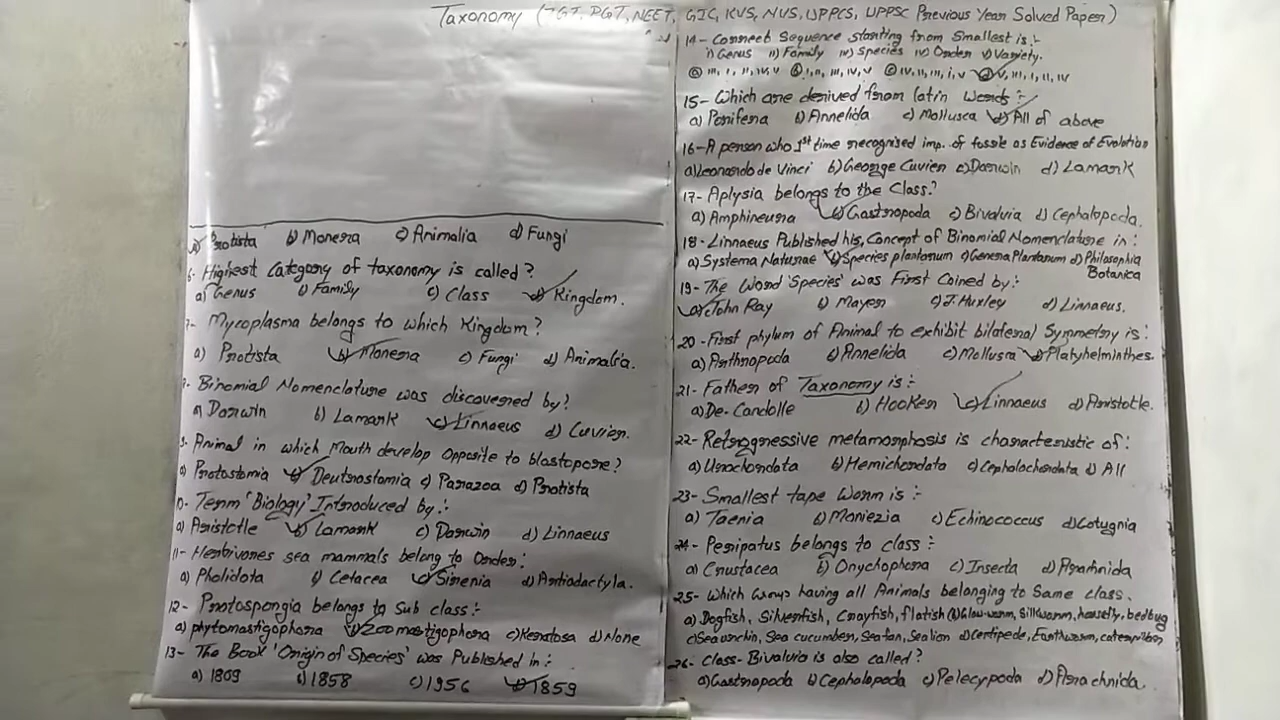 Taxonomy (TGT, PGT, NEET, GIC, KVS, NVS, UPPCS, UPPSC Previous Year Solved Paper)
a) Protista b) Monera c) Animalia d) Fungi
6- Highest Category of taxonomy is called?
a) Genus b) Family c) Class d) Kingdom.
7- Mycoplasma belongs to which Kingdom?
a) Protista b) Monera c) Fungi d) Animalia.
8- Binomial Nomenclature was discovered by?
a) Darwin b) Lamark c) Linnaeus d) Cuvier.
9- Animal in which Mouth develop opposite to blastopore?
a) Protostomia b) Deutrostomia c) Parazoa d) Protista
10- Term 'Biology' Introduced by:-
a) Aristotle b) Lamark c) Darwin d) Linnaeus
11- Herbivores sea mammals belong to Order:
a) Pholidota b) Cetacea c) Sirenia d) Artiodactyla.
12- Protospongia belongs to Sub class:-
a) phytomastigophora b) Zoomastigophora c) Keratosa d) None
13- The Book 'Origin of Species' was Published in:-
a) 1809 b) 1858 c) 1956 d) 1859
14- Correct Sequence starting from Smallest is:-
i) Genus ii) Family iii) Species iv) Order v) Variety.
a) iii, i, ii, iv, v b) i, ii, iii, iv, v c) iv, ii, iii, i, v d) v, iii, i, ii, iv
15- Which are derived from latin words:-
a) Porifera b) Annelida c) Mollusca d) All of above
16- A person who 1st time recognised imp. of fossle as Evidence of Evolution
a) Leonardo de Vinci b) George Cuvier c) Darwin d) Lamark
17- Aplysia belongs to the Class?
a) Amphineura b) Gastropoda c) Bivalvia d) Cephalopoda.
18- Linnaeus Published his, Concept of Binomial Nomenclature in:
a) Systema Naturae b) Species plantarum c) Genera Plantarum d) Philosophia Botanica
19- The Word 'Species' was First Coined by:-
a) John Ray b) Mayer c) J. Huxley d) Linnaeus.
20- First phylum of Animal to exhibit bilateral Symmetry is:
a) Arthropoda b) Annelida c) Mollusca d) Platyhelminthes.
21- Father of Taxonomy is:-
a) De-Candolle b) Hooker c) Linnaeus d) Aristotle.
22- Retrogressive metamorphosis is characteristic of:
a) Urochordata b) Hemichordata c) Cephalochordata d) All
23- Smallest tape Worm is:-
a) Taenia b) Moniezia c) Echinococcus d) Cotugnia
24- Peripatus belongs to class:-
a) Crustacea b) Onychophora c) Insecta d) Arachnida
25- Which Group having all Animals belonging to Same class.
a) Dogfish, Silverfish, Crayfish, flatish b) Glow-worm, Silkworm, housefly, bedbug
c) Sea urchin, Sea cucumber, Sea fan, Sea lion d) Centipede, Earthworm, caterpillar
26- Class- Bivalvia is also called?
a) Gastropoda b) Cephalopoda c) Pelecypoda d) Arachnida.